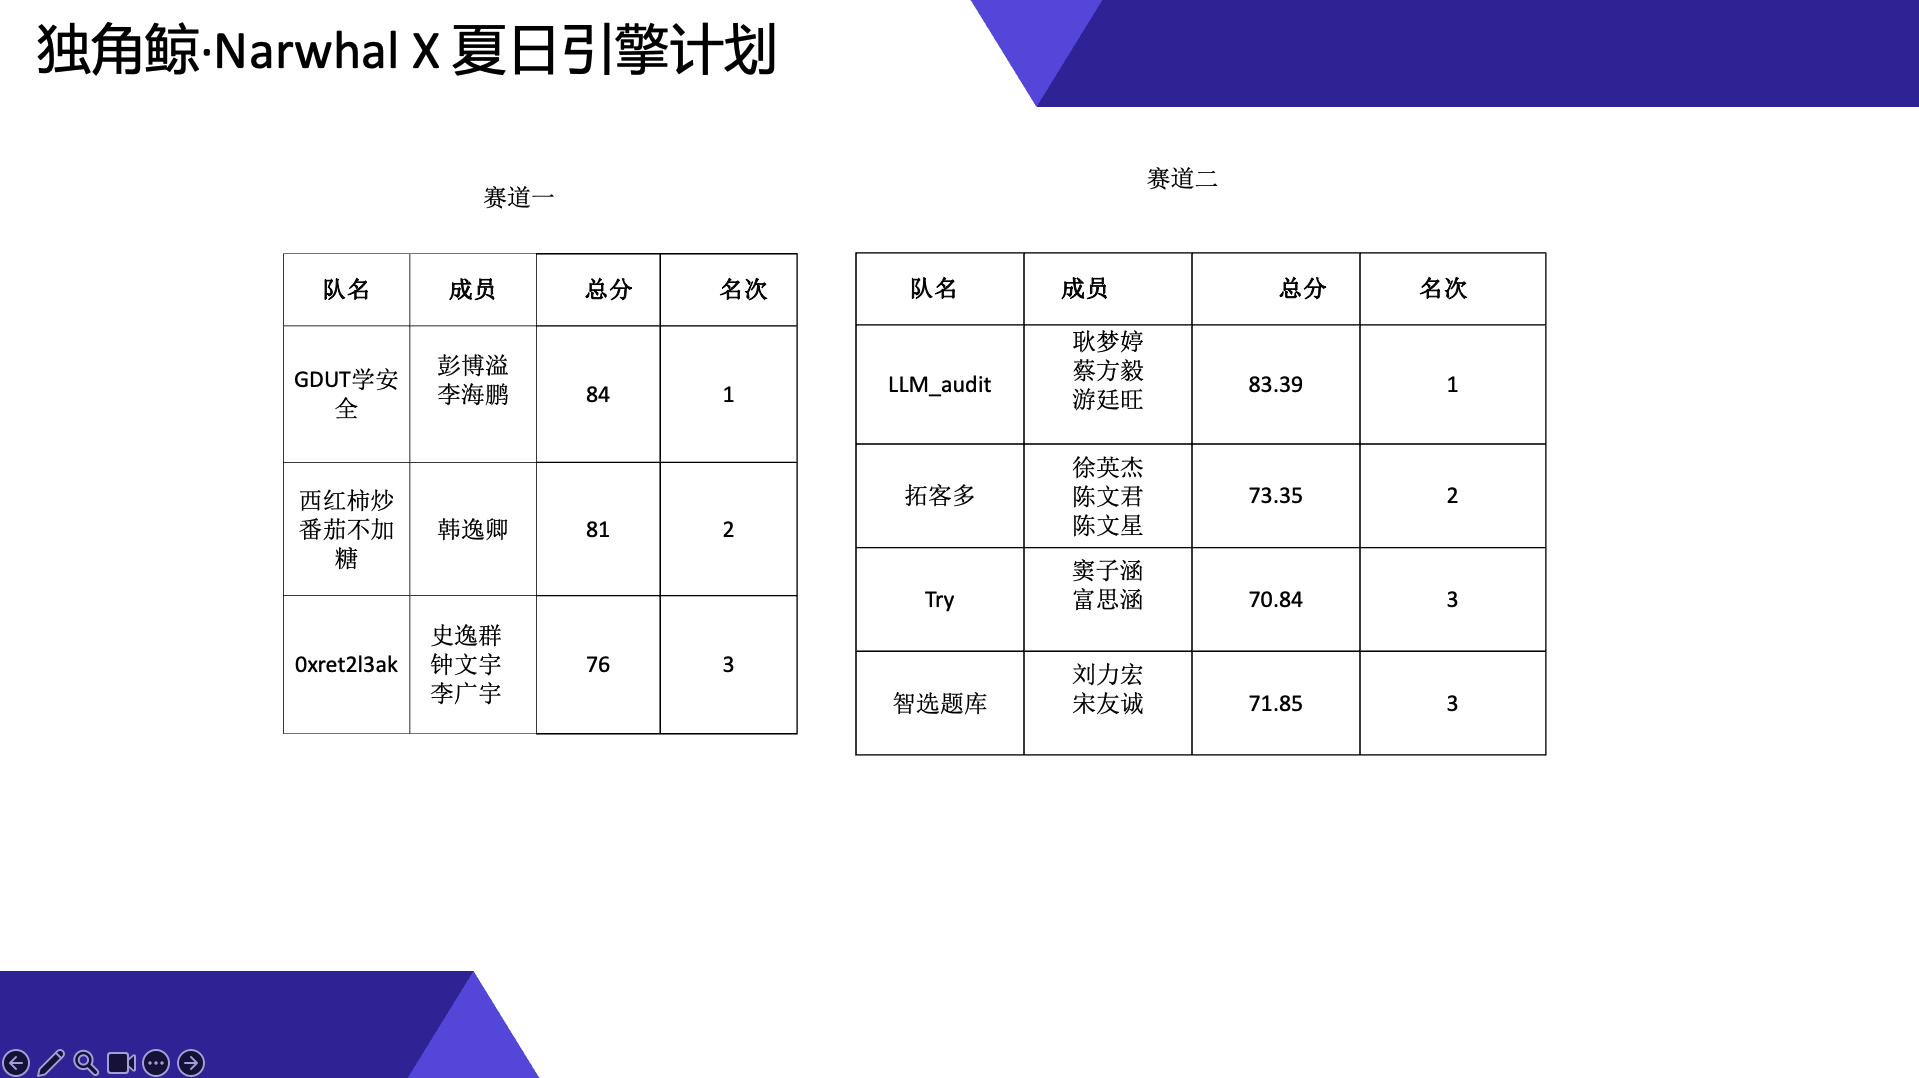 独角鲸·Narwhal X 夏日引擎计划
赛道一
队名 成员 总分 名次
GDUT学安
全
彭博溢
李海鹏
84
1
西红柿炒
番茄不加
糖
韩逸卿
81
2
0xret2l3ak
史逸群
钟文宇
李广宇
76
3
赛道二
队名 成员 总分 名次
LLM_audit
耿梦婷
蔡方毅
游廷旺
83.39
1
拓客多
徐英杰
陈文君
陈文星
73.35
2
Try
窦子涵
富思涵
70.84
3
智选题库
刘力宏
宋友诚
71.85
3